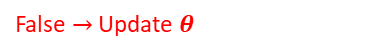 False → Update 𝜽